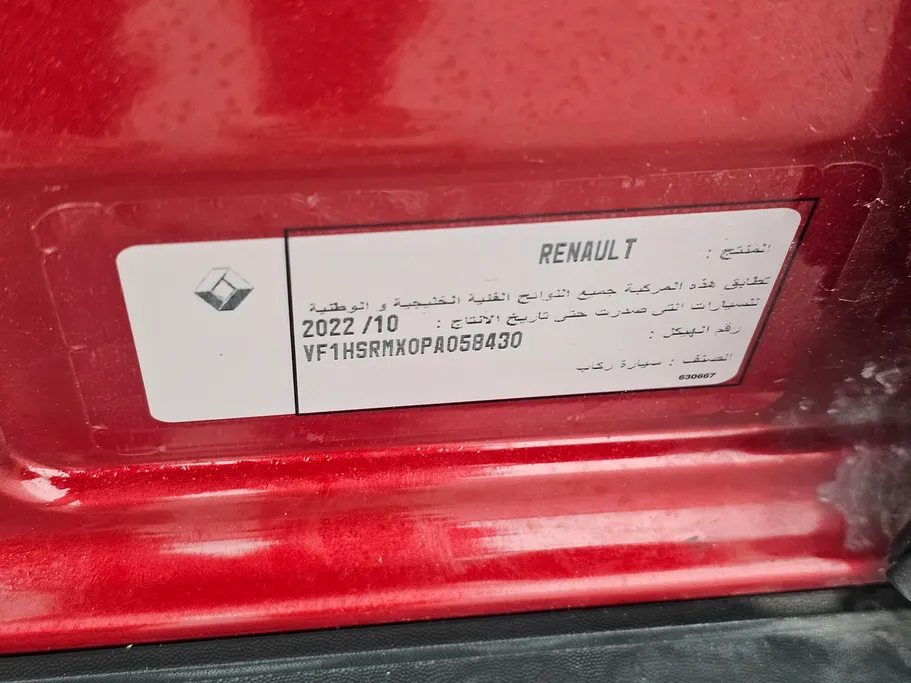 المنتج : RENAULT
تطابق هذه المركبة جميع اللوائح الفنية الخليجية و الوطنية
للسيارات التى صدرت حتى تاريخ الانتاج : 2022/10
رقم الهيكل : VF1HSRMX0PA058430
الصنف : سيارة ركاب
630667